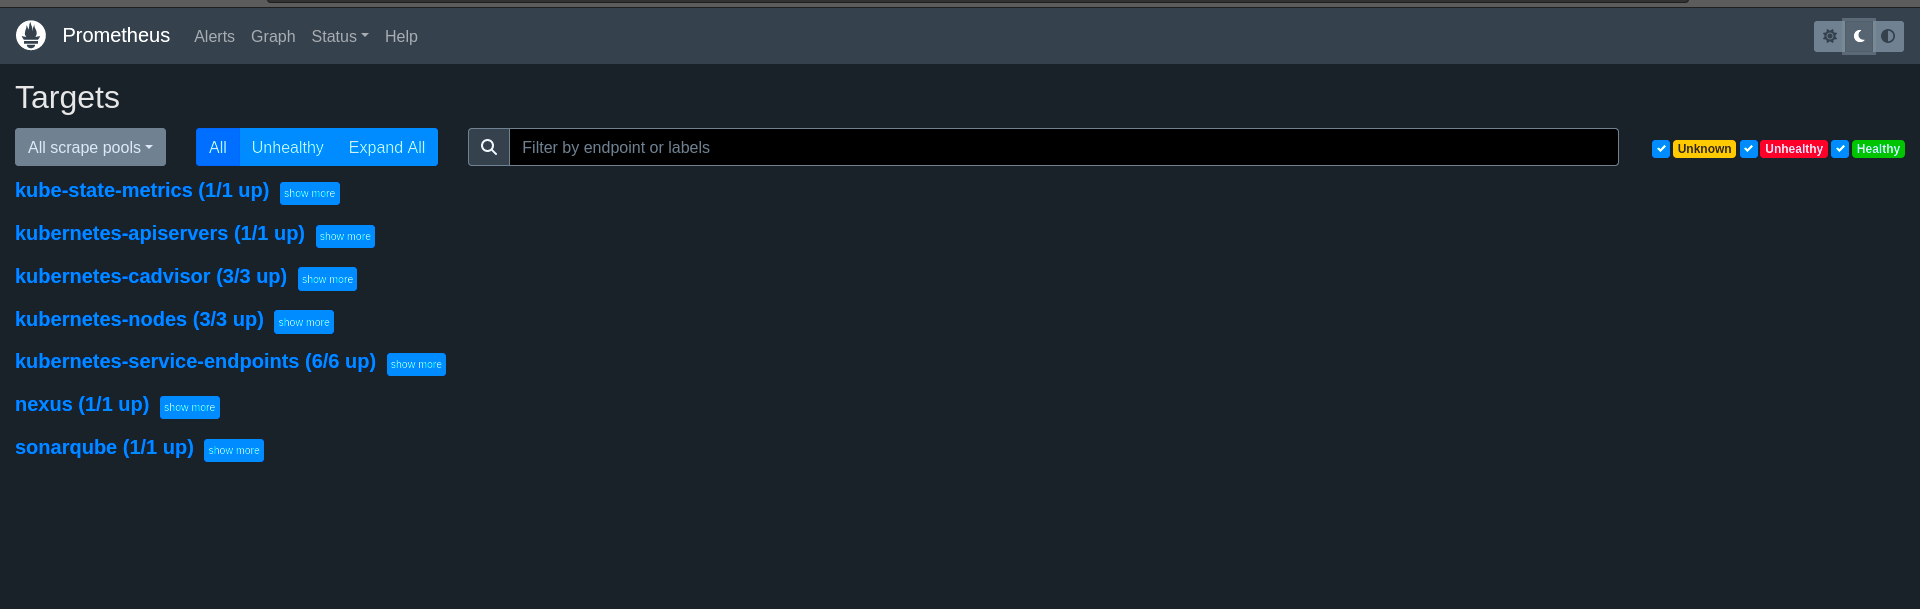 Prometheus Alerts Graph Status Help
Targets
All scrape pools All Unhealthy Expand All Filter by endpoint or labels Unknown Unhealthy Healthy
kube-state-metrics (1/1 up) show more
kubernetes-apiservers (1/1 up) show more
kubernetes-cadvisor (3/3 up) show more
kubernetes-nodes (3/3 up) show more
kubernetes-service-endpoints (6/6 up) show more
nexus (1/1 up) show more
sonarqube (1/1 up) show more